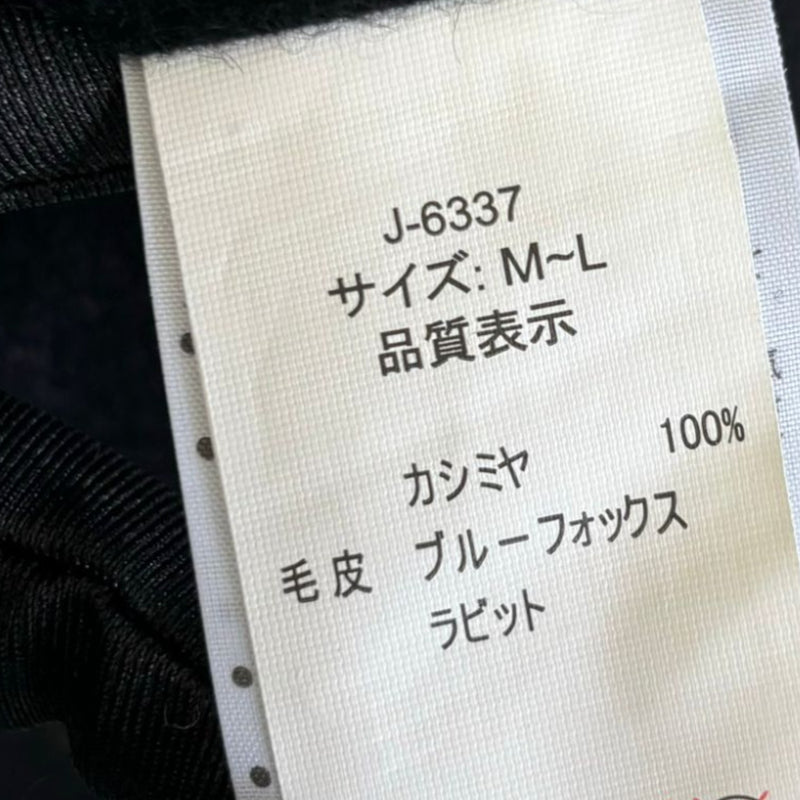 J-6337
サイズ: M~L
品質表示
カシミヤ 100%
毛皮 ブルーフォックス
ラビット